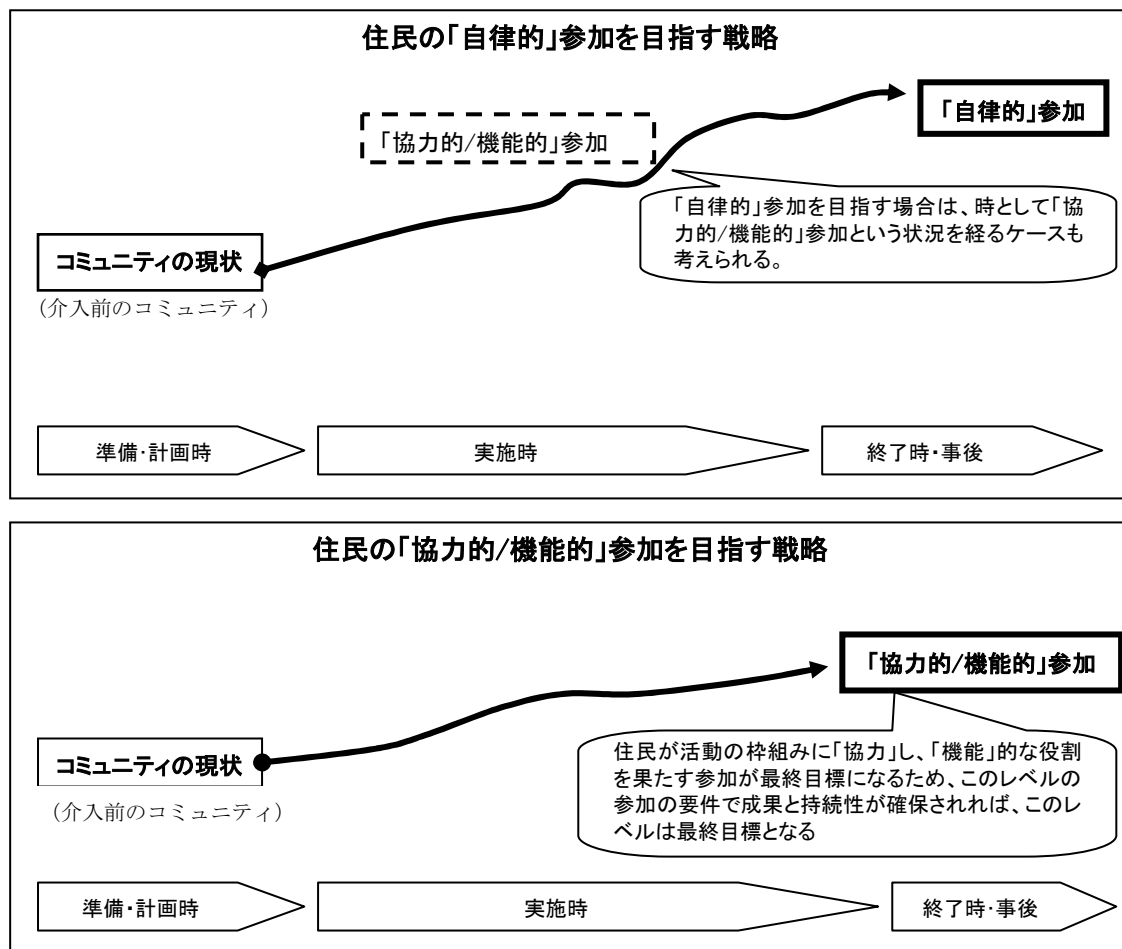 住民の「自律的」参加を目指す戦略
「自律的」参加
「協力的/機能的」参加
「自律的」参加を目指す場合は、時として「協
力的/機能的」参加という状況を経るケースも
考えられる。
コミュニティの現状
(介入前のコミュニティ)
準備・計画時
実施時
終了時・事後
住民の「協力的/機能的」参加を目指す戦略
「協力的/機能的」参加
コミュニティの現状
(介入前のコミュニティ)
住民が活動の枠組みに「協力」し、「機能」的な役割
を果たす参加が最終目標になるため、このレベルの
参加の要件で成果と持続性が確保されれば、このレ
ベルは最終目標となる
準備・計画時
実施時
終了時・事後